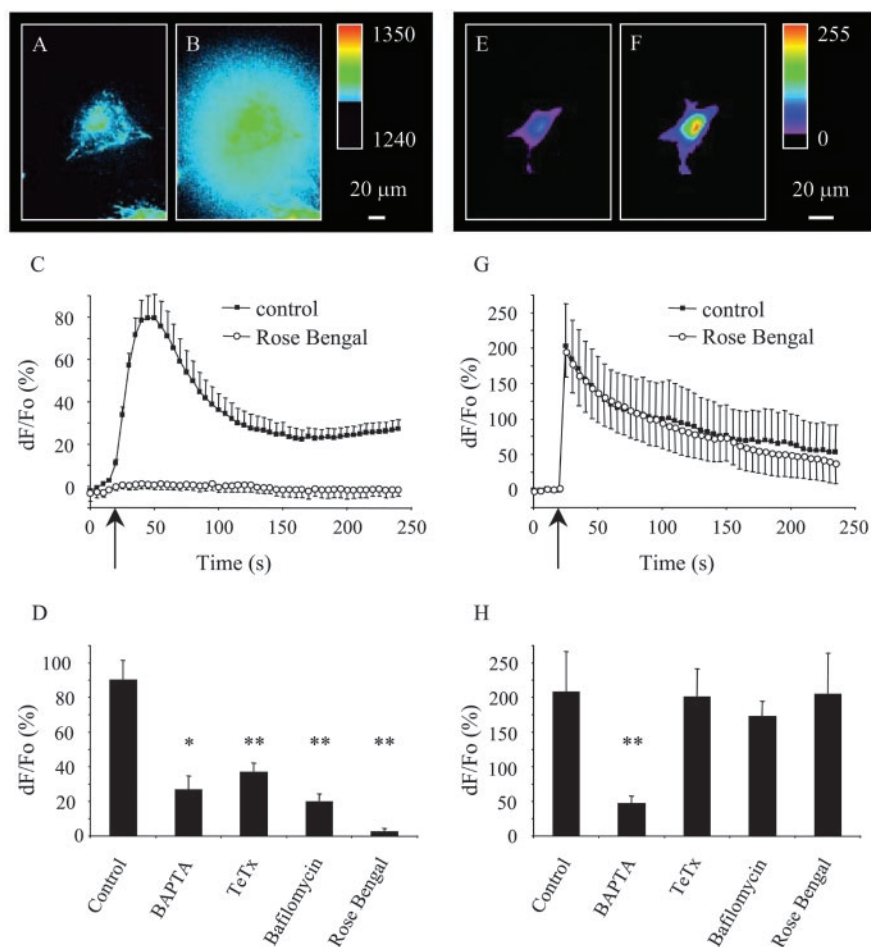 A
B
1350
1240
20 µm
E
F
255
0
20 µm
C
80
60
40
20
0
dF/Fo (%)
control
Rose Bengal
0 50 100 150 200 250
Time (s)
G
250
200
150
100
50
0
dF/Fo (%)
control
Rose Bengal
0 50 100 150 200 250
Time (s)
D
100
80
60
40
20
0
dF/Fo (%)
* ** ** **
Control
BAPTA
TeTx
Bafilomycin
Rose Bengal
H
250
200
150
100
50
0
dF/Fo (%)
**
Control
BAPTA
TeTx
Bafilomycin
Rose Bengal